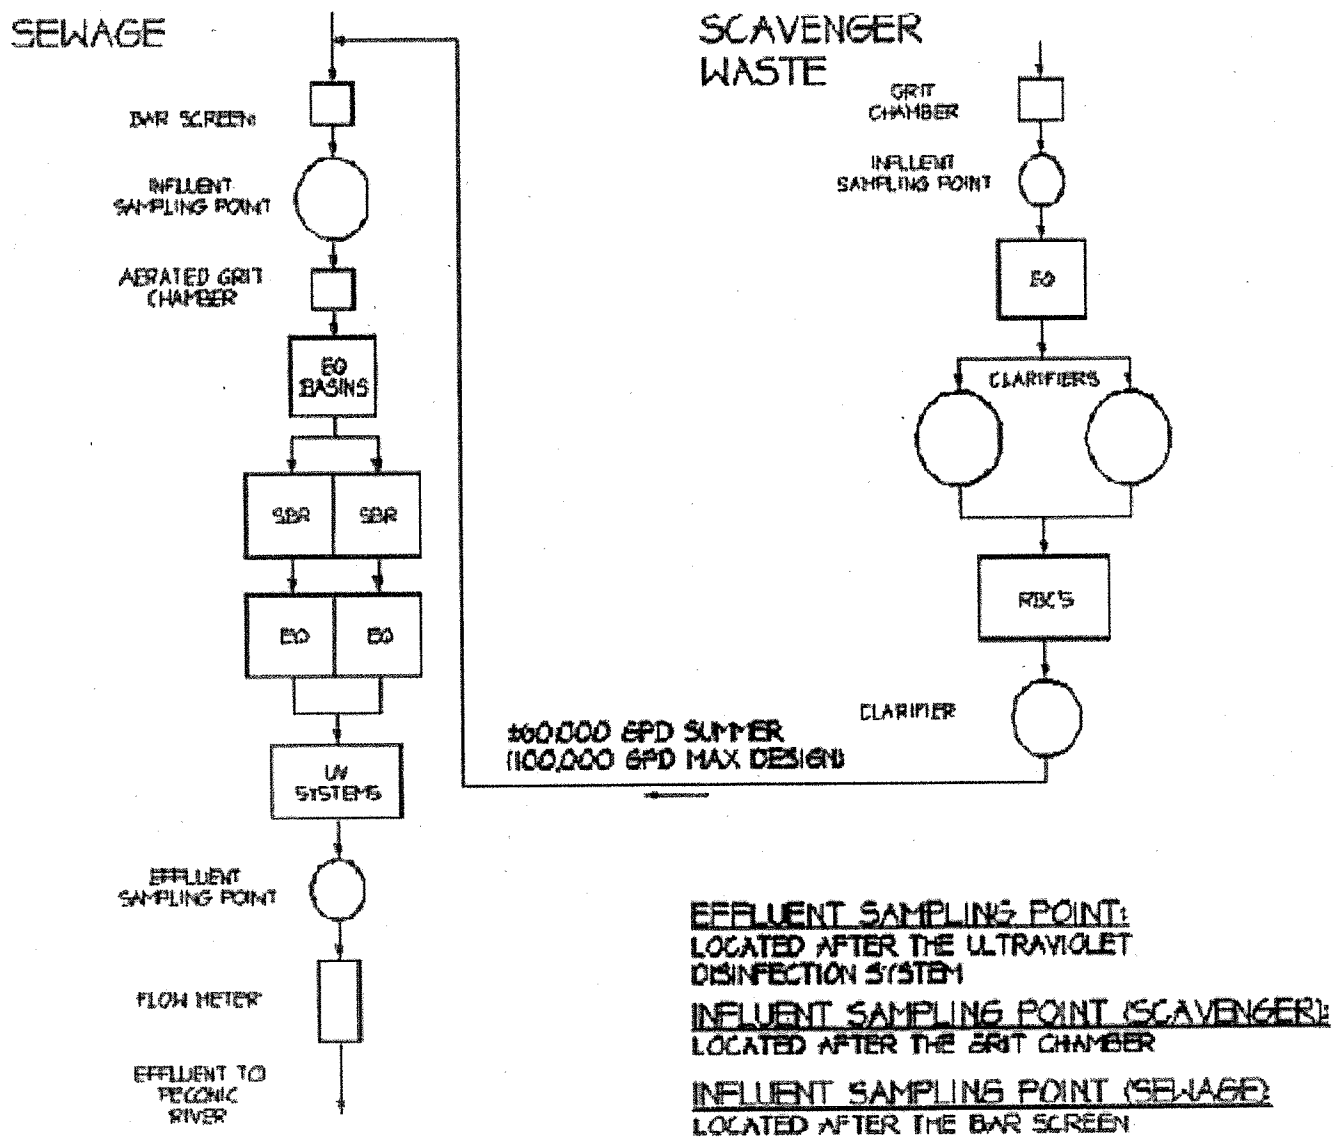 SEWAGE
BAR SCREEN
INFLUENT
SAMPLING POINT
AERATED GRIT
CHAMBER
EQ
BASINS
SBR SBR
EQ EQ
UV
SYSTEMS
EFFLUENT
SAMPLING POINT
FLOW METER
EFFLUENT TO
PECONIC
RIVER
SCAVENGER
WASTE
GRIT
CHAMBER
INFLUENT
SAMPLING POINT
EQ
CLARIFIERS
RBC'S
CLARIFIER
±60,000 GPD SUMMER
(100,000 GPD MAX DESIGN)
EFFLUENT SAMPLING POINT:
LOCATED AFTER THE ULTRAVIOLET
DISINFECTION SYSTEM
INFLUENT SAMPLING POINT (SCAVENGER):
LOCATED AFTER THE GRIT CHAMBER
INFLUENT SAMPLING POINT (SEWAGE):
LOCATED AFTER THE BAR SCREEN